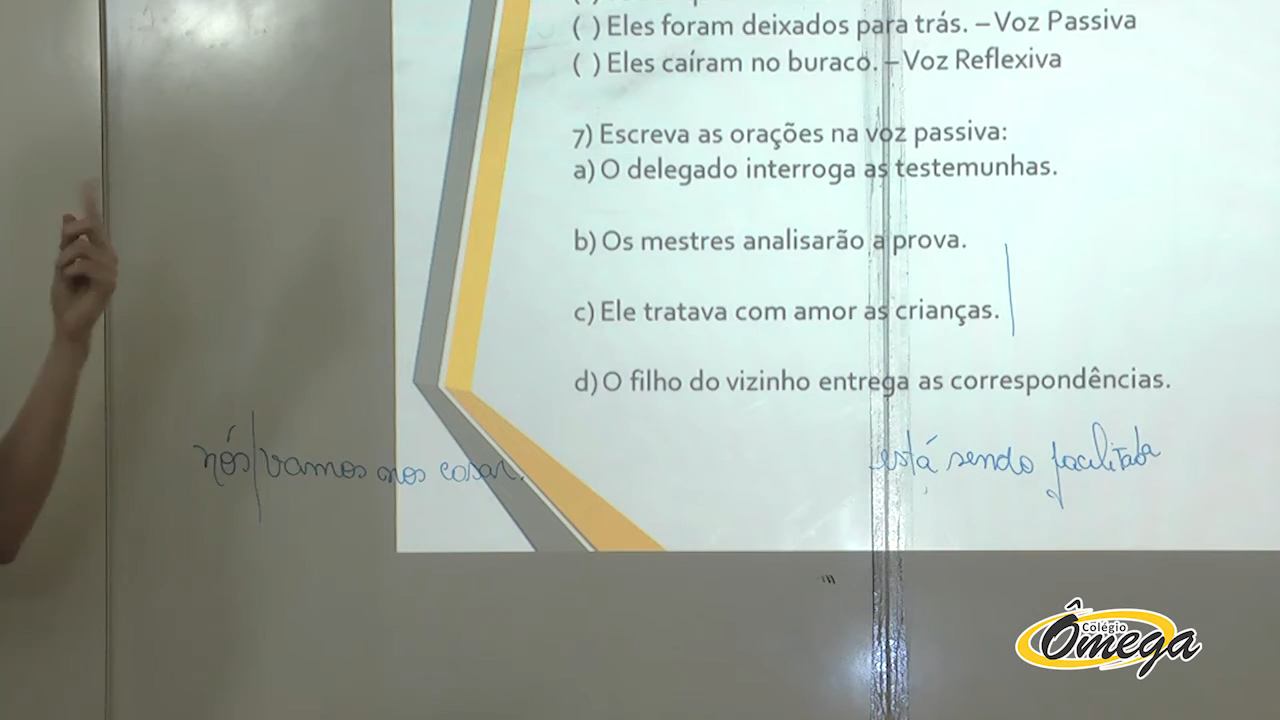 ( ) Eles foram deixados para trás. – Voz Passiva
( ) Eles caíram no buraco. – Voz Reflexiva
7) Escreva as orações na voz passiva:
a) O delegado interroga as testemunhas.
b) Os mestres analisarão a prova.
c) Ele tratava com amor as crianças.
d) O filho do vizinho entrega as correspondências.
nós/vamos nos casar.
está sendo facilitada
Colégio
Ômega